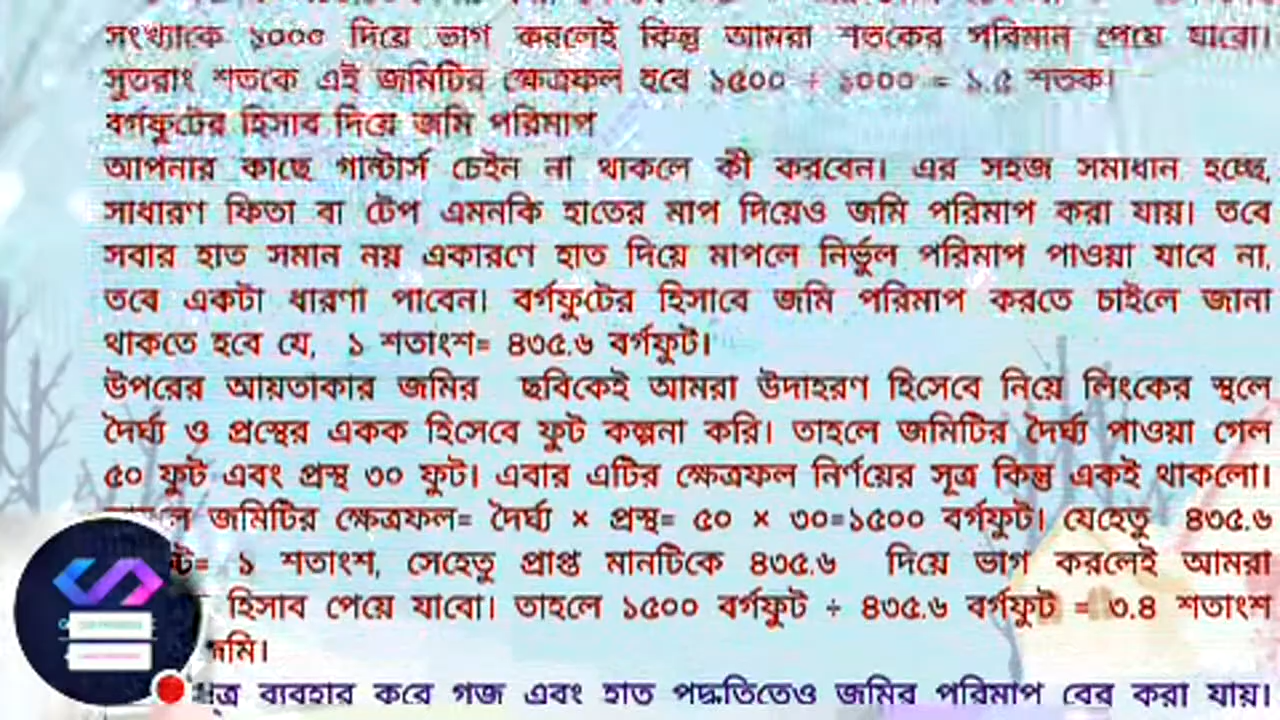 সংখ্যাকে ১০০০ দিয়ে ভাগ করলেই কিন্তু আমরা শতকের পরিমান পেয়ে যাবো।
সুতরাং শতকে এই জমিটির ক্ষেত্রফল হবে ১৫০০ ÷ ১০০০ = ১.৫ শতক।
বর্গফুটের হিসাব দিয়ে জমি পরিমাপ
আপনার কাছে গান্টার্স চেইন না থাকলে কী করবেন। এর সহজ সমাধান হচ্ছে,
সাধারণ ফিতা বা টেপ এমনকি হাতের মাপ দিয়েও জমি পরিমাপ করা যায়। তবে
সবার হাত সমান নয় একারণে হাত দিয়ে মাপলে নির্ভুল পরিমাপ পাওয়া যাবে না,
তবে একটা ধারণা পাবেন। বর্গফুটের হিসাবে জমি পরিমাপ করতে চাইলে জানা
থাকতে হবে যে, ১ শতাংশ= ৪৩৫.৬ বর্গফুট।
উপরের আয়তাকার জমির ছবিকেই আমরা উদাহরণ হিসেবে নিয়ে লিংকের স্থলে
দৈর্ঘ্য ও প্রস্থের একক হিসেবে ফুট কল্পনা করি। তাহলে জমিটির দৈর্ঘ্য পাওয়া গেল
৫০ ফুট এবং প্রস্থ ৩০ ফুট। এবার এটির ক্ষেত্রফল নির্ণয়ের সূত্র কিন্তু একই থাকলো।
জমিটির ক্ষেত্রফল= দৈর্ঘ্য × প্রস্থ= ৫০ × ৩০=১৫০০ বর্গফুট। যেহেতু ৪৩৫.৬
= ১ শতাংশ, সেহেতু প্রাপ্ত মানটিকে ৪৩৫.৬ দিয়ে ভাগ করলেই আমরা
হিসাব পেয়ে যাবো। তাহলে ১৫০০ বর্গফুট ÷ ৪৩৫.৬ বর্গফুট = ৩.৪ শতাংশ
জমি।
ব্যবহার করে গজ এবং হাত পদ্ধতিতেও জমির পরিমাপ বের করা যায়।